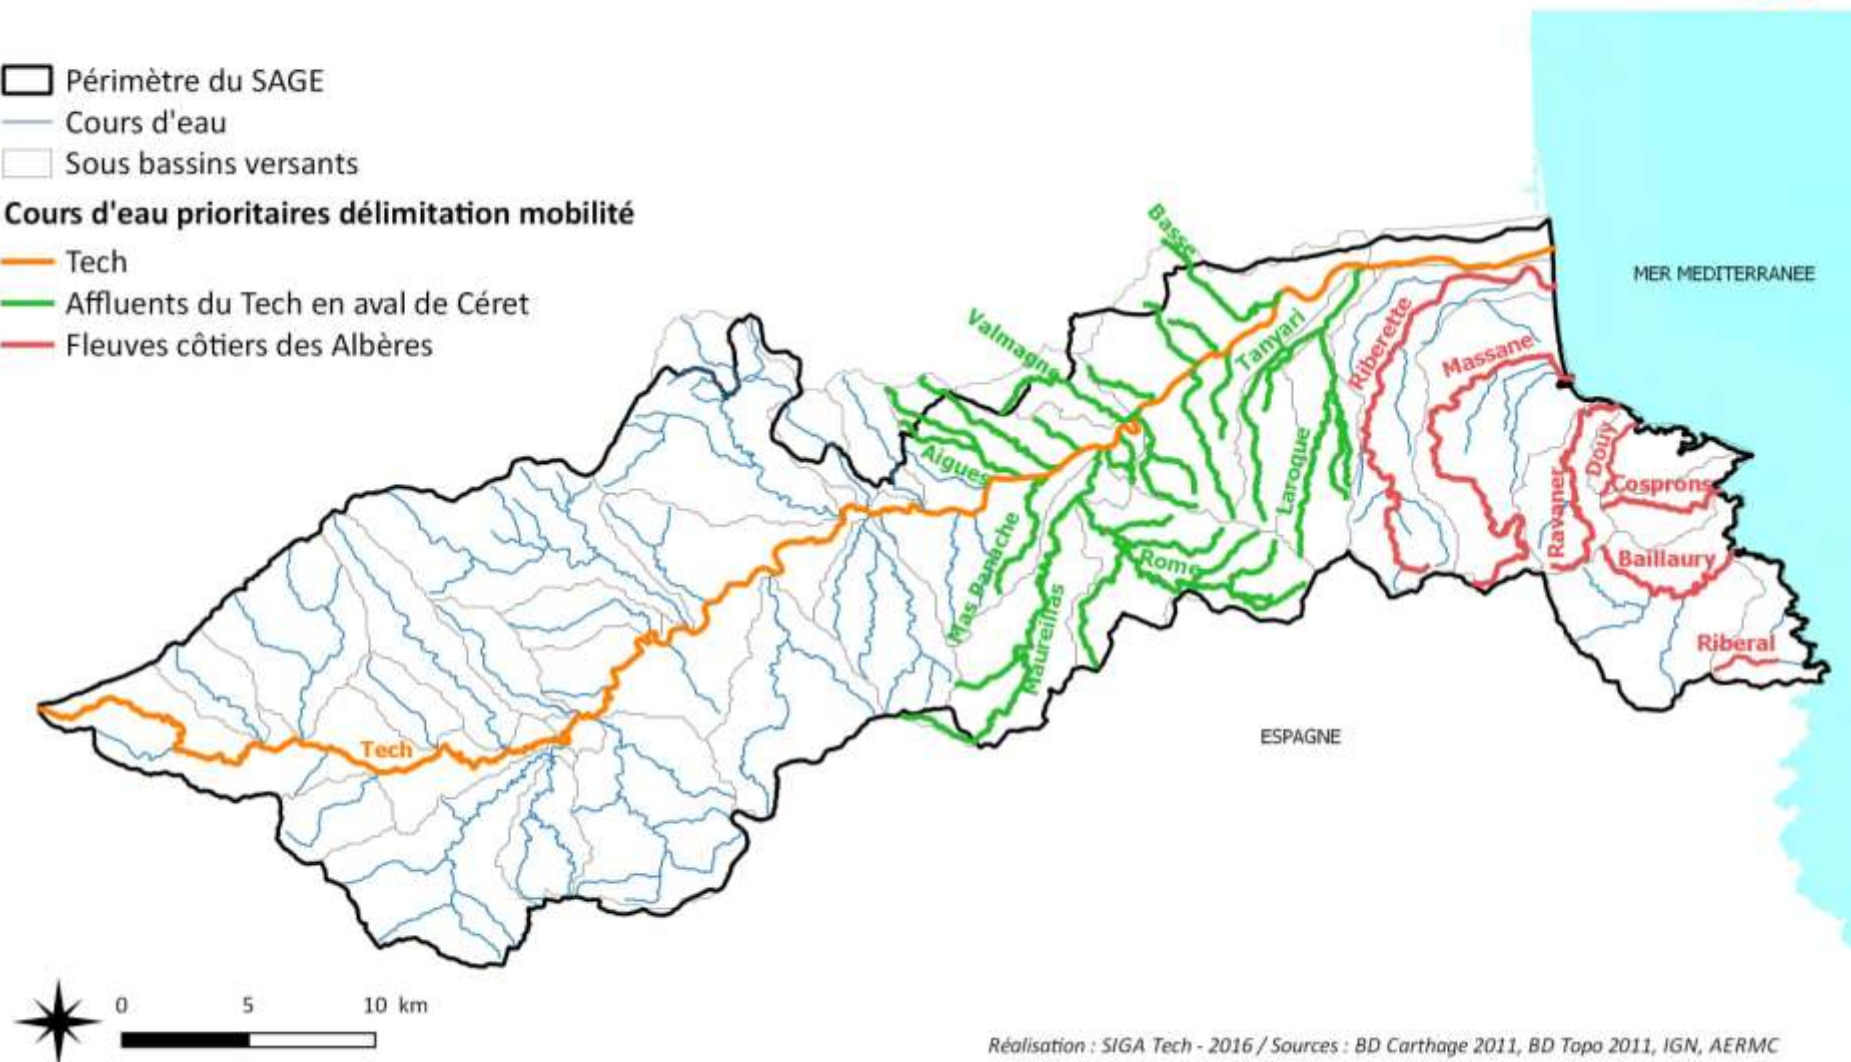 Périmètre du SAGE
Cours d'eau
Sous bassins versants
Cours d'eau prioritaires délimitation mobilité
Tech
Affluents du Tech en aval de Céret
Fleuves côtiers des Albères
Basse
MER MEDITERRANEE
Valmagne
Tanyari
Riberette
Massane
Aigues
Laroque
Douy
Cosprons
Ravaner
Mas Panache
Rome
Baillaury
Maureillas
Riberal
Tech
ESPAGNE
0 5 10 km
Réalisation : SIGA Tech - 2016 / Sources : BD Carthage 2011, BD Topo 2011, IGN, AERMC